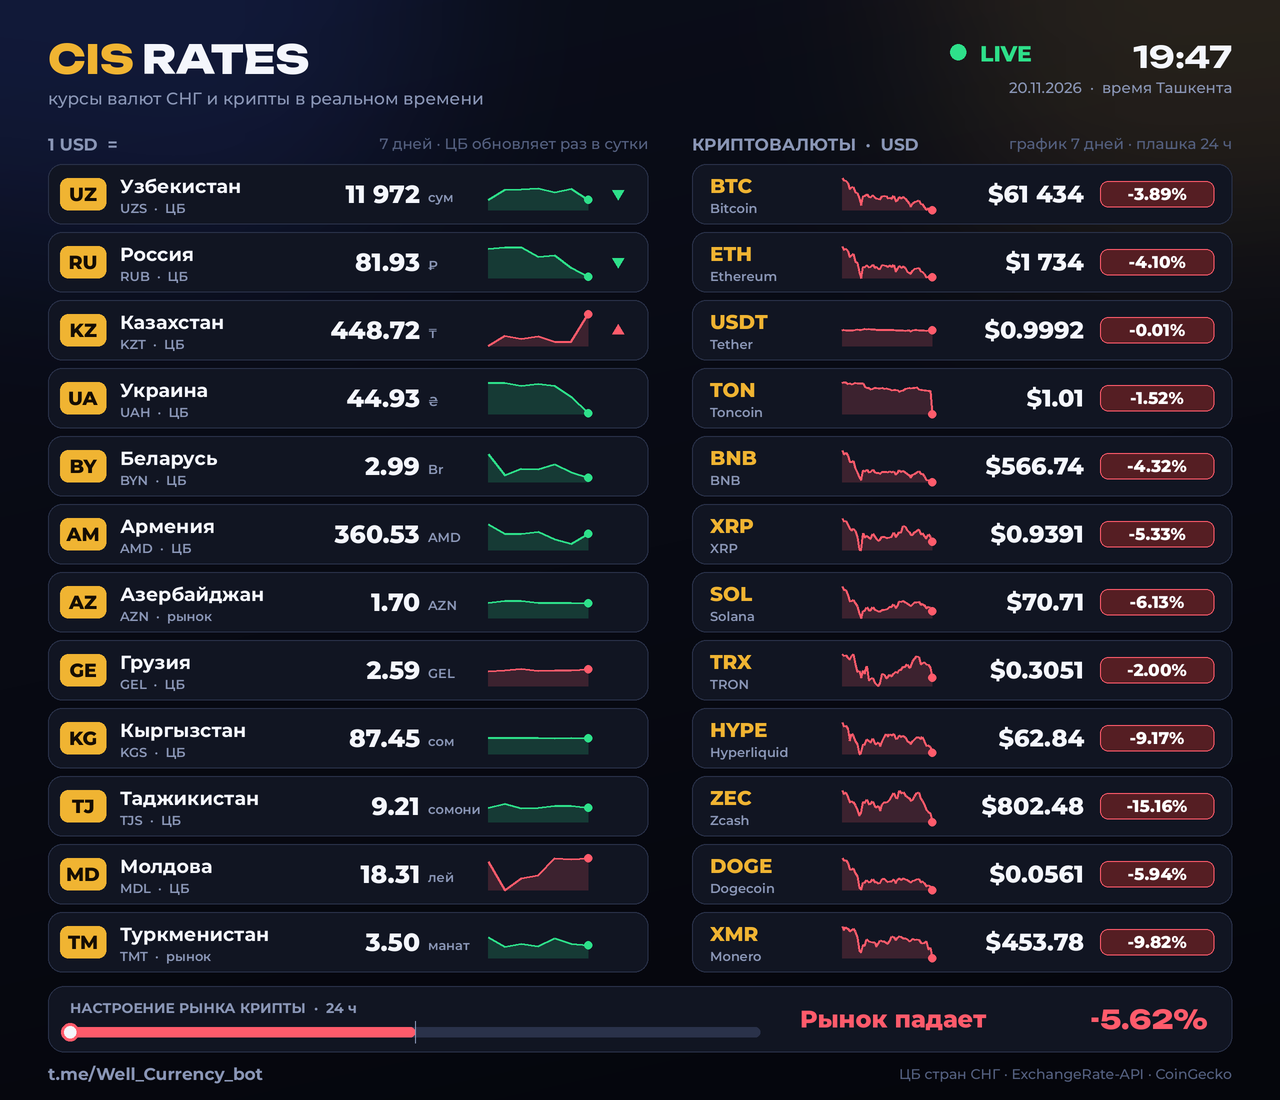 CIS RATES
курсы валют СНГ и крипты в реальном времени
LIVE
19:47
20.11.2026 · время Ташкента
1 USD =
7 дней · ЦБ обновляет раз в сутки
UZ Узбекистан 11 972 сум
UZS · ЦБ
RU Россия 81.93 ₽
RUB · ЦБ
KZ Казахстан 448.72 ₸
KZT · ЦБ
UA Украина 44.93 ₴
UAH · ЦБ
BY Беларусь 2.99 Br
BYN · ЦБ
AM Армения 360.53 AMD
AMD · ЦБ
AZ Азербайджан 1.70 AZN
AZN · рынок
GE Грузия 2.59 GEL
GEL · ЦБ
KG Кыргызстан 87.45 сом
KGS · ЦБ
TJ Таджикистан 9.21 сомони
TJS · ЦБ
MD Молдова 18.31 лей
MDL · ЦБ
TM Туркменистан 3.50 манат
TMT · рынок
КРИПТОВАЛЮТЫ · USD
график 7 дней · плашка 24 ч
BTC $61 434 -3.89%
Bitcoin
ETH $1 734 -4.10%
Ethereum
USDT $0.9992 -0.01%
Tether
TON $1.01 -1.52%
Toncoin
BNB $566.74 -4.32%
BNB
XRP $0.9391 -5.33%
XRP
SOL $70.71 -6.13%
Solana
TRX $0.3051 -2.00%
TRON
HYPE $62.84 -9.17%
Hyperliquid
ZEC $802.48 -15.16%
Zcash
DOGE $0.0561 -5.94%
Dogecoin
XMR $453.78 -9.82%
Monero
НАСТРОЕНИЕ РЫНКА КРИПТЫ · 24 ч
Рынок падает
-5.62%
t.me/Well_Currency_bot
ЦБ стран СНГ · ExchangeRate-API · CoinGecko